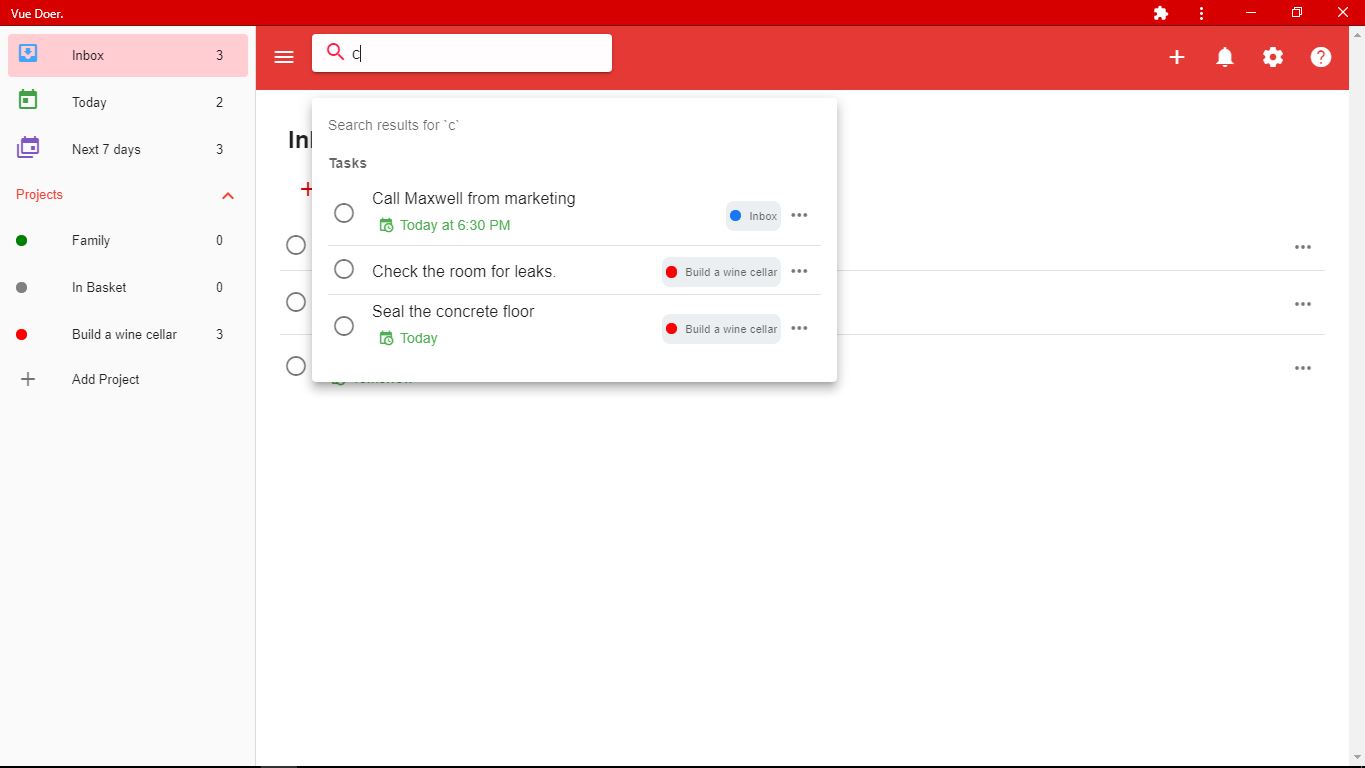 Vue Doer.
Inbox 3
Today 2
Next 7 days 3
Projects
Family 0
In Basket 0
Build a wine cellar 3
Add Project
c
Search results for `c`
Tasks
Call Maxwell from marketing
Today at 6:30 PM
Inbox
Check the room for leaks.
Build a wine cellar
Seal the concrete floor
Today
Build a wine cellar